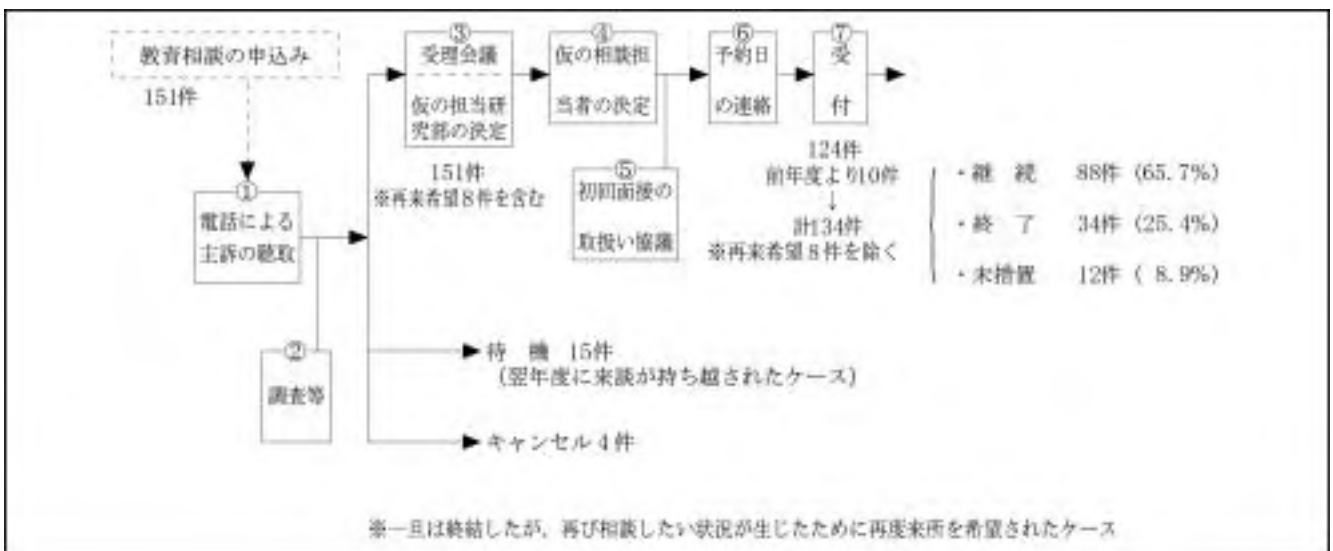 教育相談の申込み
151件
①
電話による
主訴の聴取
②
調査等
③
受理会議
仮の担当研
究部の決定
151件
※再来希望8件を含む
④
仮の相談担
当者の決定
⑤
初回面接の
取扱い協議
⑥
予約日
の連絡
⑦
受
付
124件
前年度より10件
↓
計134件
※再来希望8件を除く
・継 続 88件 (65.7%)
・終 了 34件 (25.4%)
・未措置 12件 ( 8.9%)
待 機 15件
(翌年度に来談が持ち越されたケース)
キャンセル4件
※一旦は終結したが、再び相談したい状況が生じたために再度来所を希望されたケース